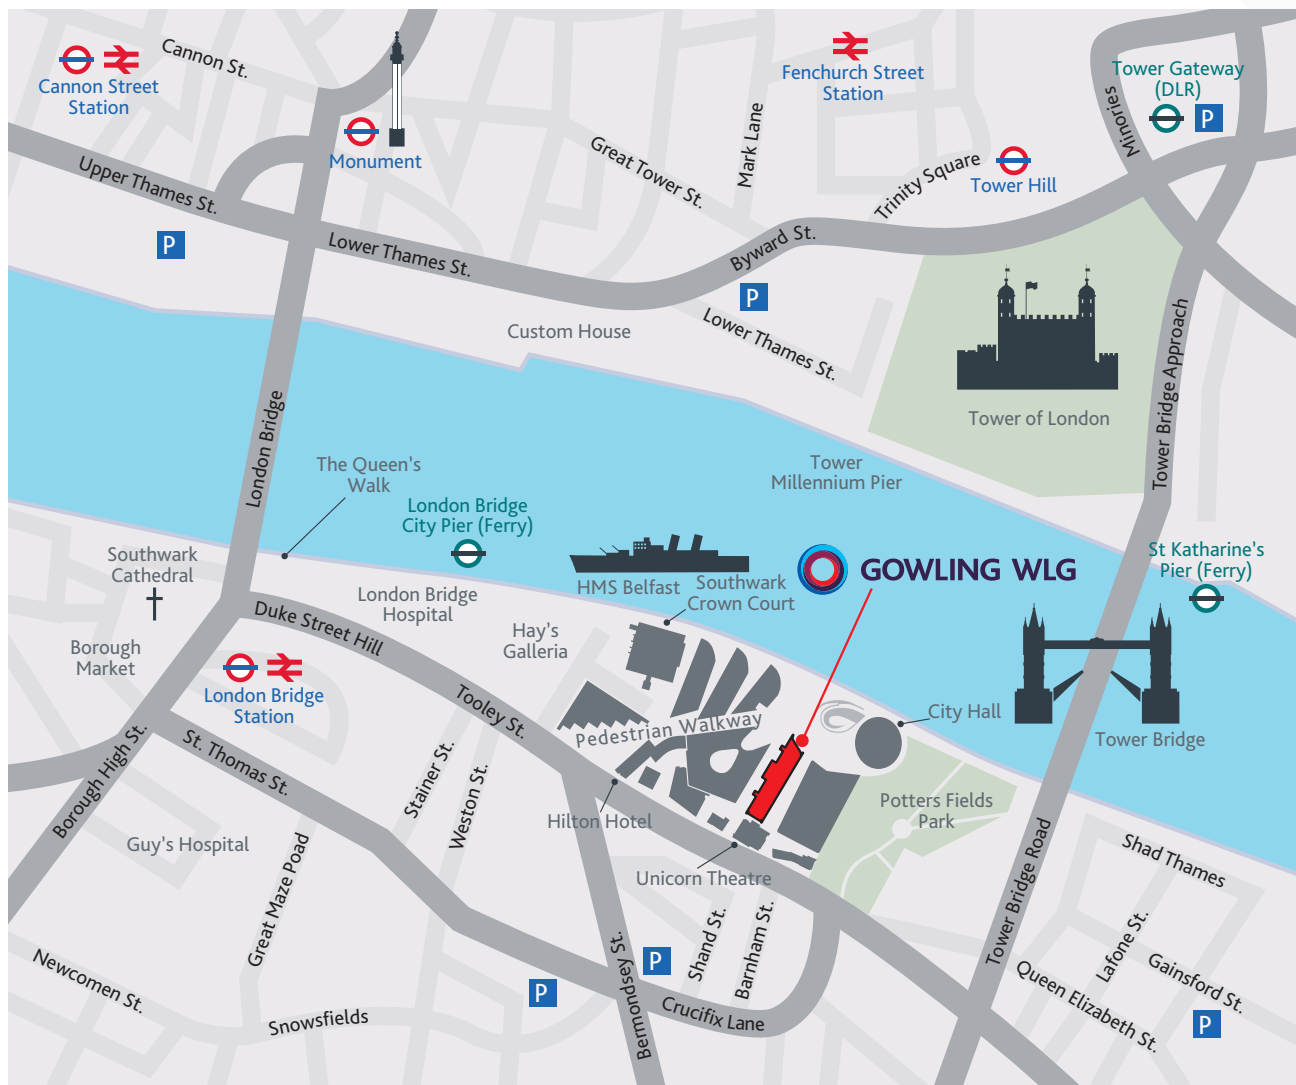 Cannon St.
Cannon Street
Station
Monument
Fenchurch Street
Station
Tower Gateway
(DLR)
P
Minories
Mark Lane
Great Tower St.
Trinity Square
Tower Hill
Upper Thames St.
P
Lower Thames St.
Byward St.
P
Custom House
Lower Thames St.
Tower Bridge Approach
Tower of London
London Bridge
The Queen's
Walk
Tower
Millennium Pier
London Bridge
City Pier (Ferry)
Southwark
Cathedral
HMS Belfast
Southwark
Crown Court
GOWLING WLG
St Katharine's
Pier (Ferry)
London Bridge
Hospital
Duke Street Hill
Hay's
Galleria
Borough
Market
London Bridge
Station
Tooley St.
Pedestrian Walkway
City Hall
Tower Bridge
Borough High St.
St. Thomas St.
Stainer St.
Weston St.
Hilton Hotel
Potters Fields
Park
Guy's Hospital
Great Maze Poad
Unicorn Theatre
Tower Bridge Road
Shad Thames
Shand St.
Barnham St.
Lafone St.
Gainsford St.
Queen Elizabeth St.
P
Newcomen St.
Snowsfields
P
P
Bermondsey St.
Crucifix Lane